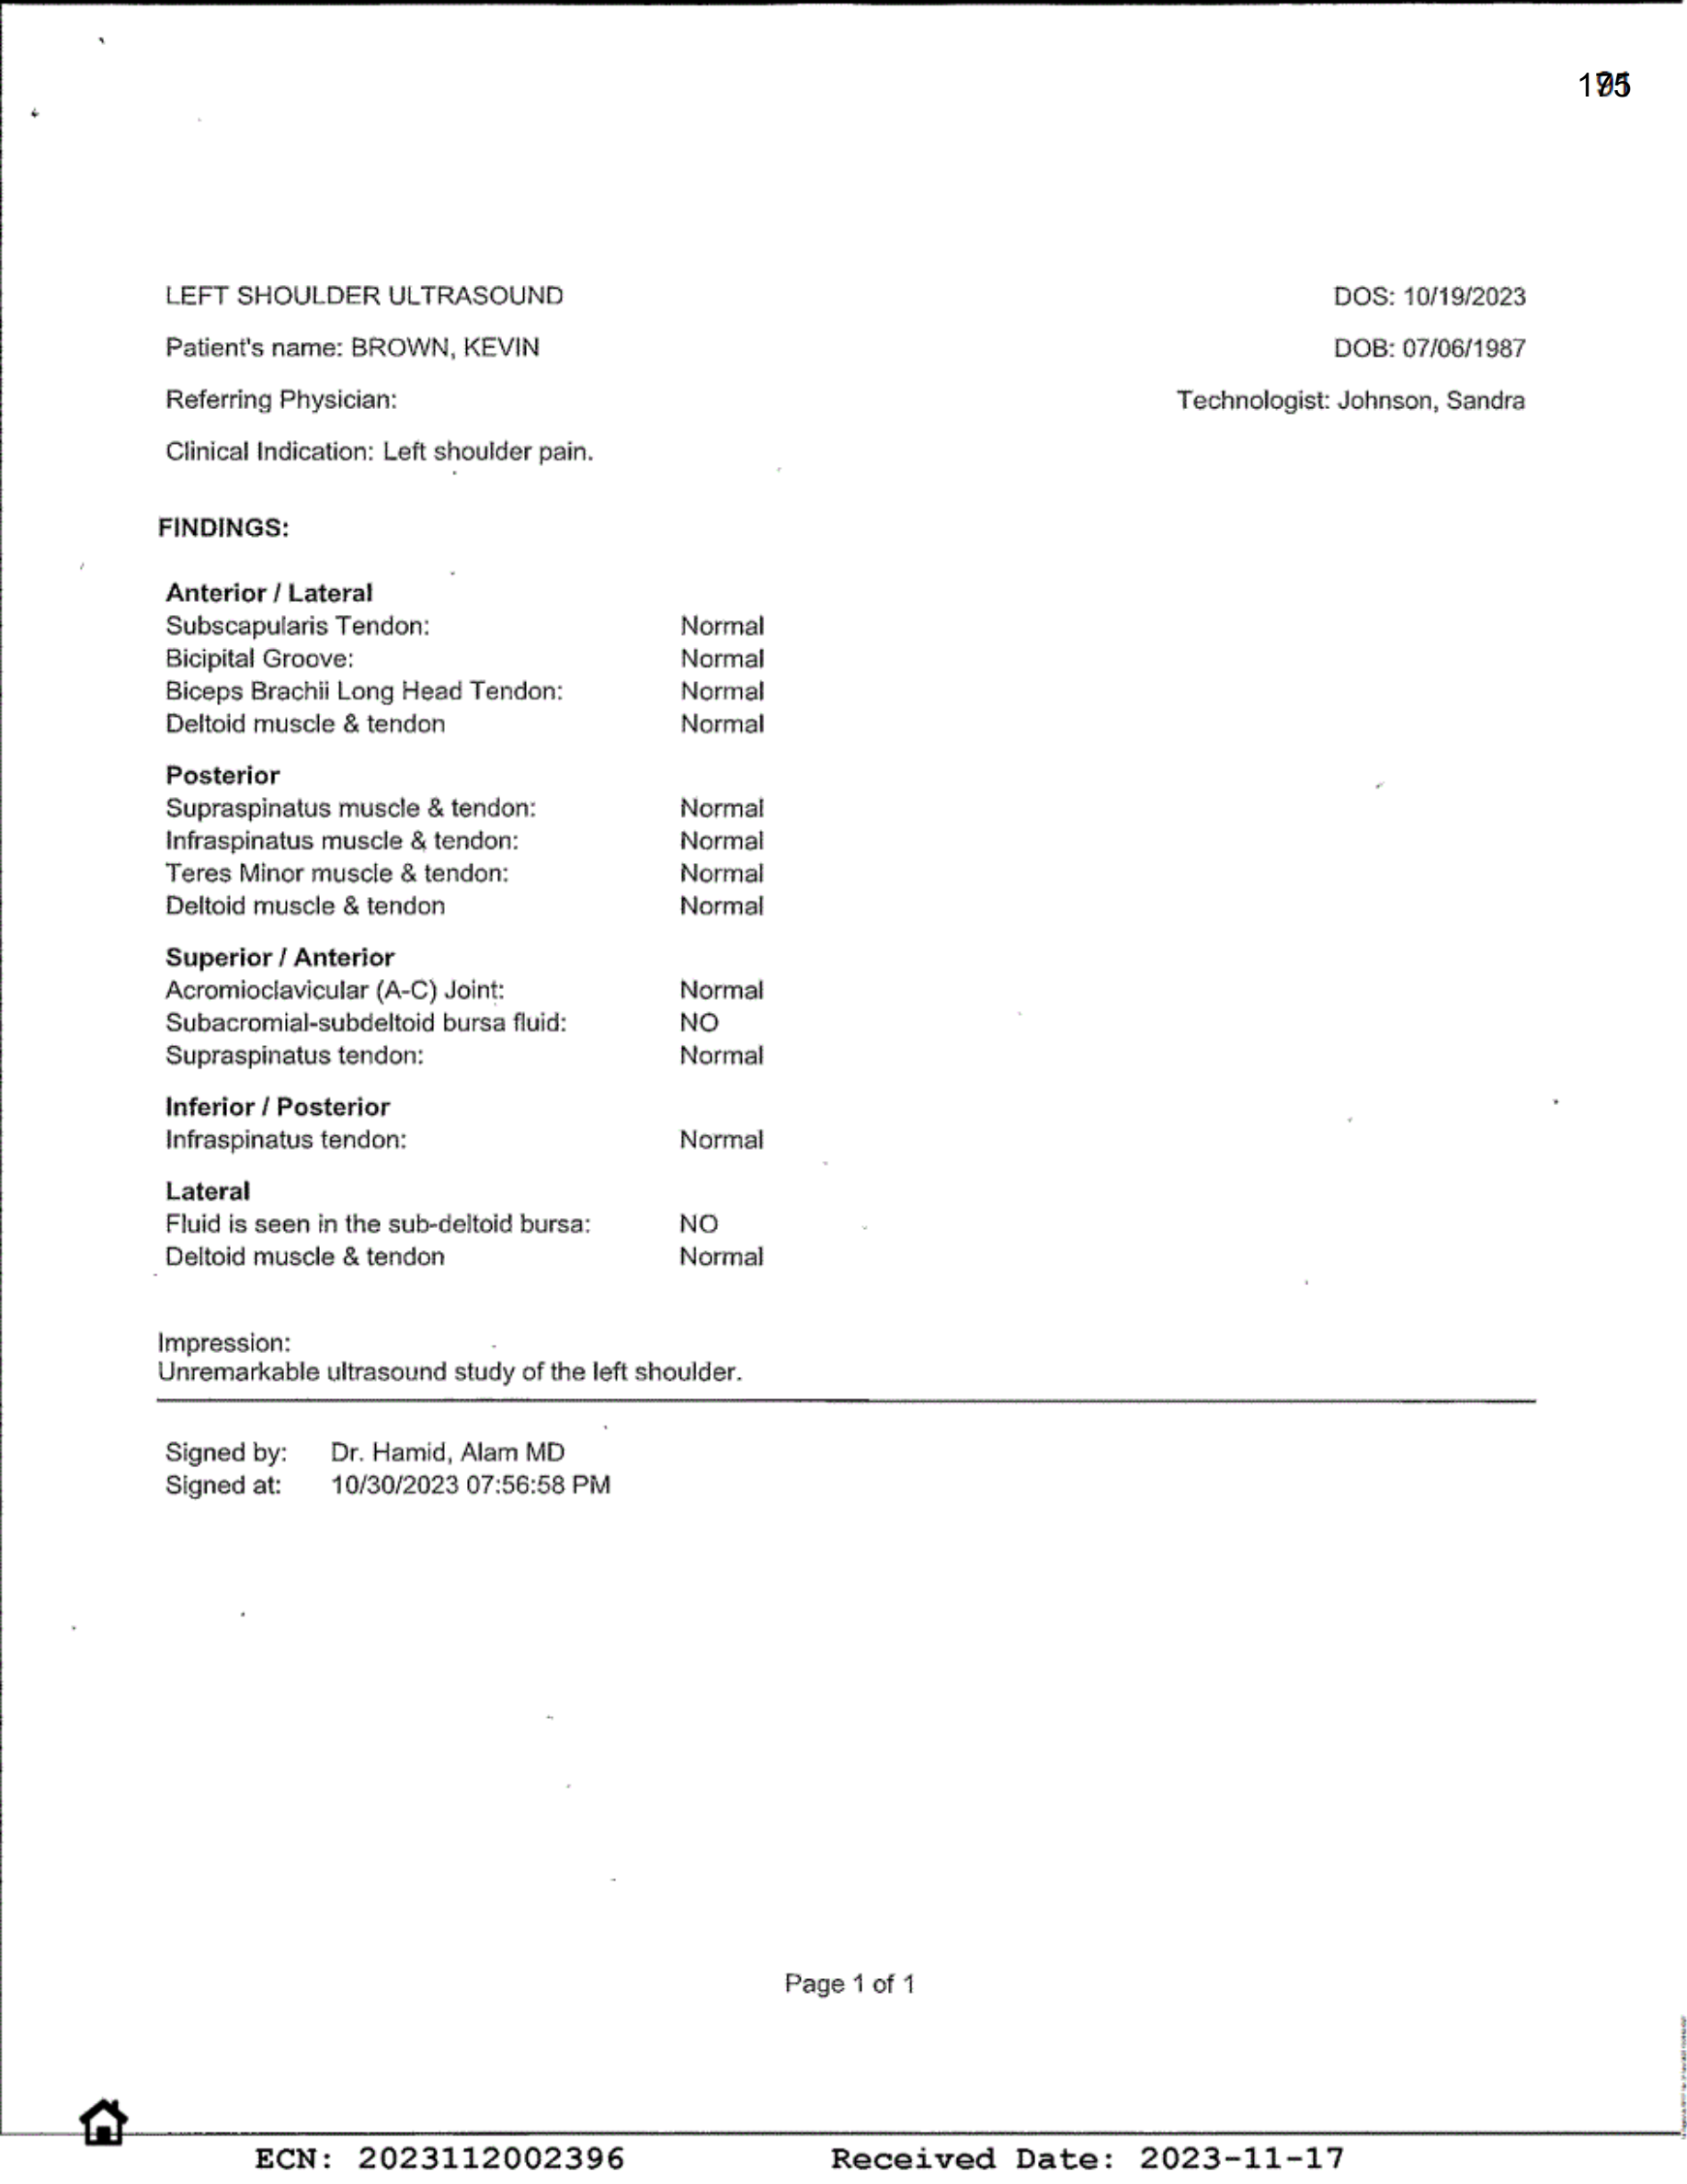 LEFT SHOULDER ULTRASOUND DOS: 10/19/2023
Patient's name: BROWN, KEVIN DOB: 07/06/1987
Referring Physician: Technologist: Johnson, Sandra
Clinical Indication: Left shoulder pain.
FINDINGS:
Anterior / Lateral
Subscapularis Tendon: Normal
Bicipital Groove: Normal
Biceps Brachii Long Head Tendon: Normal
Deltoid muscle & tendon Normal
Posterior
Supraspinatus muscle & tendon: Normal
Infraspinatus muscle & tendon: Normal
Teres Minor muscle & tendon: Normal
Deltoid muscle & tendon Normal
Superior / Anterior
Acromioclavicular (A-C) Joint: Normal
Subacromial-subdeltoid bursa fluid: NO
Supraspinatus tendon: Normal
Inferior / Posterior
Infraspinatus tendon: Normal
Lateral
Fluid is seen in the sub-deltoid bursa: NO
Deltoid muscle & tendon Normal
Impression:
Unremarkable ultrasound study of the left shoulder.
Signed by: Dr. Hamid, Alam MD
Signed at: 10/30/2023 07:56:58 PM
Page 1 of 1
ECN: 2023112002396 Received Date: 2023-11-17